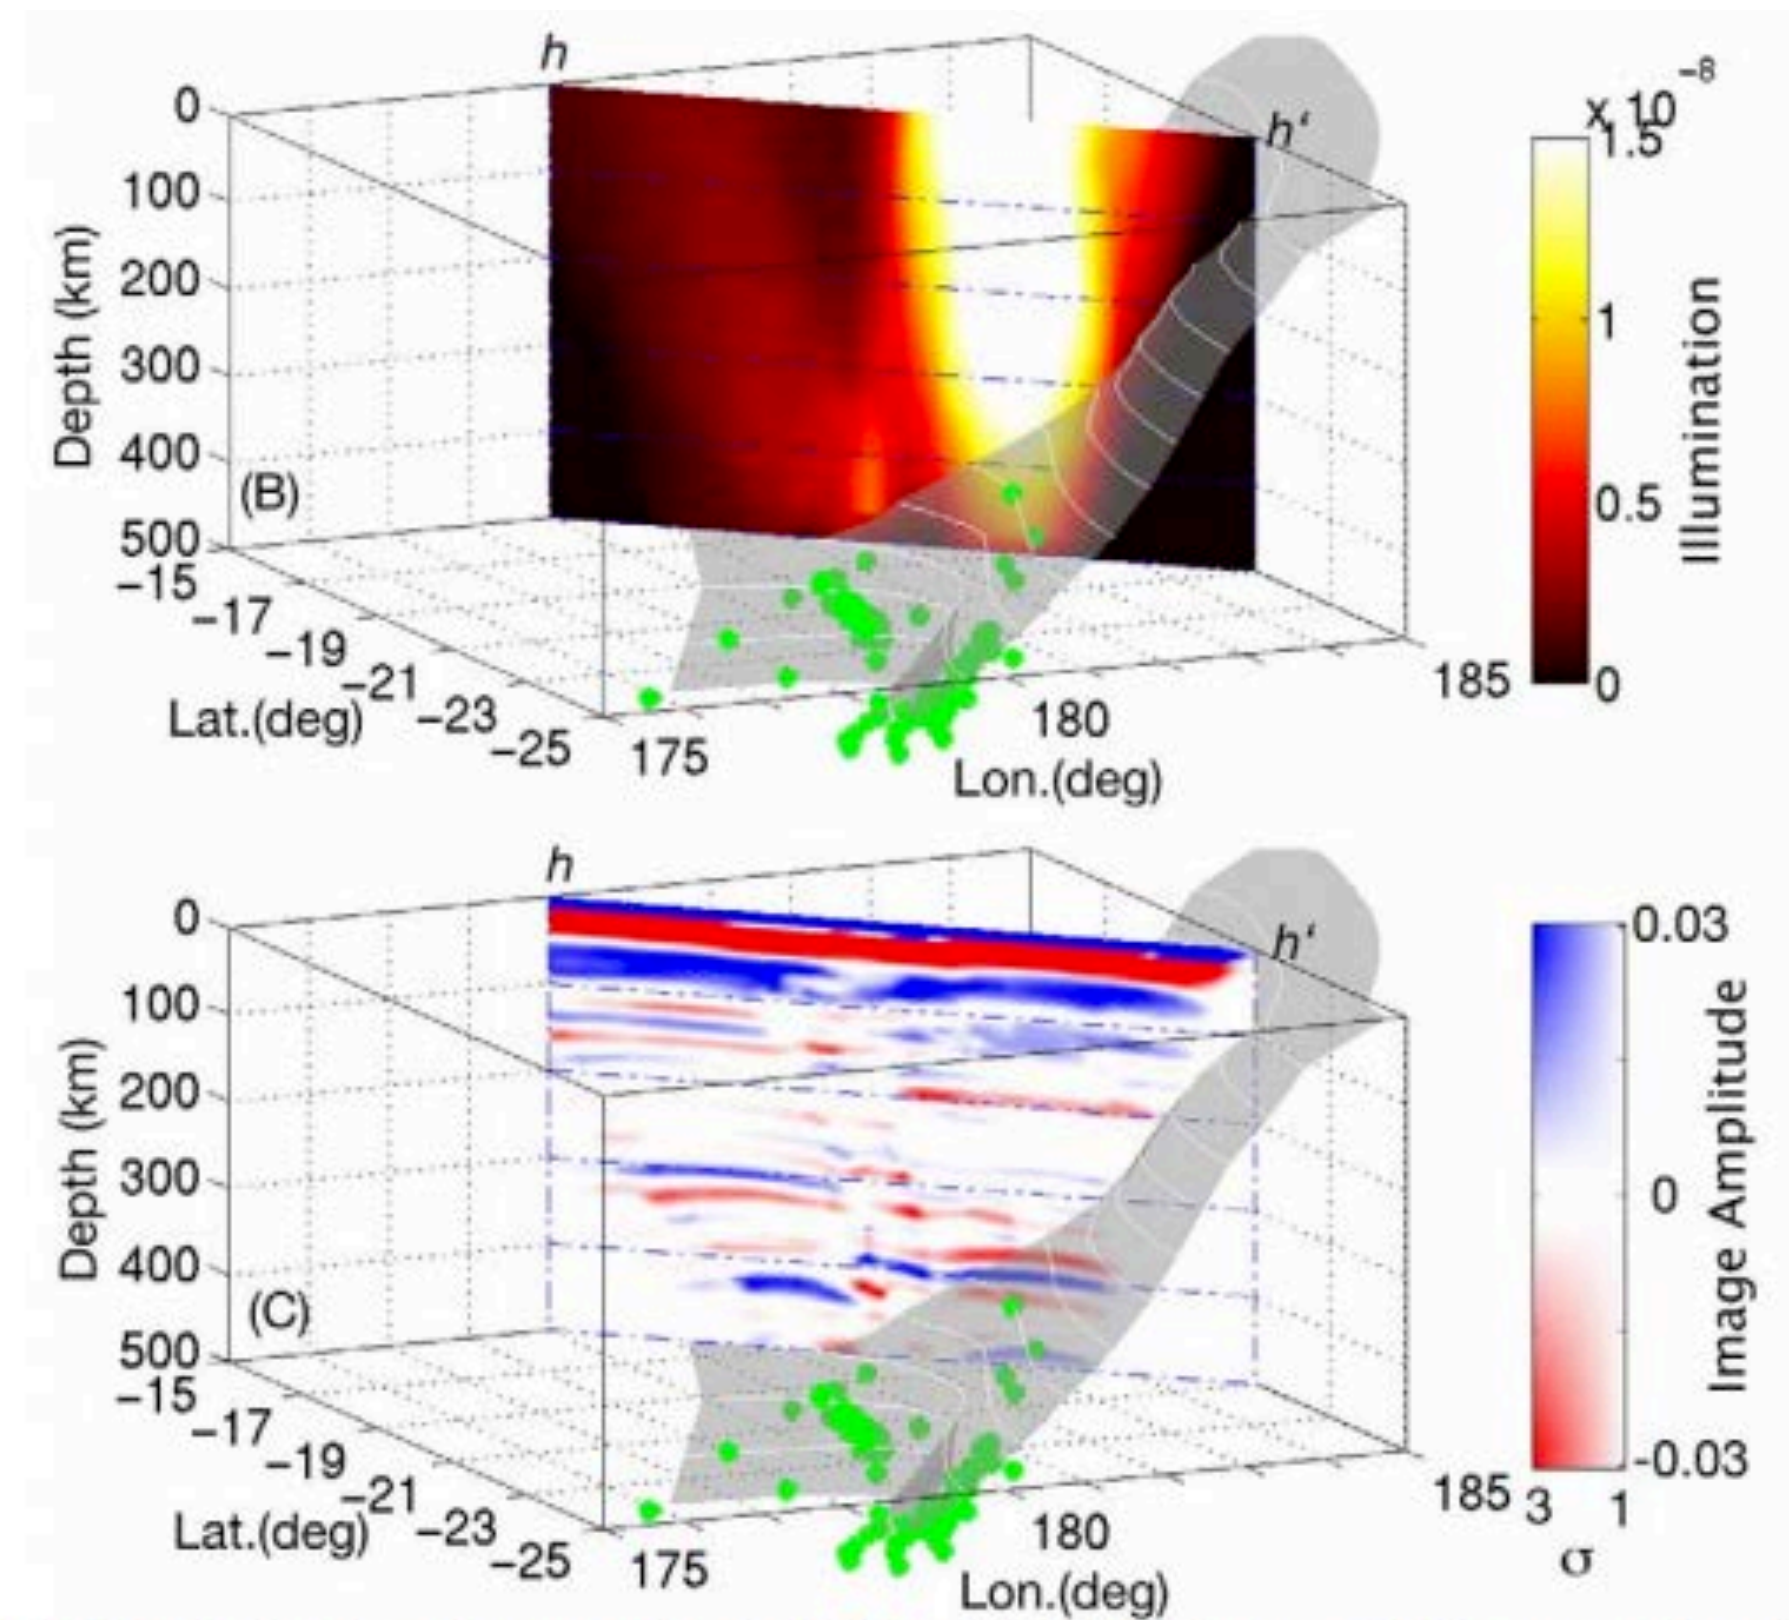 h
h‘
0
100
200
300
400
500
Depth (km)
(B)
−15
−17
−19
−21
−23
−25
Lat.(deg)
175
180
185
Lon.(deg)
x 10
−8
1.5
1
0.5
0
Illumination
h
h‘
0
100
200
300
400
500
Depth (km)
(C)
−15
−17
−19
−21
−23
−25
Lat.(deg)
175
180
185
Lon.(deg)
0.03
0
-0.03
Image Amplitude
3 1
σ